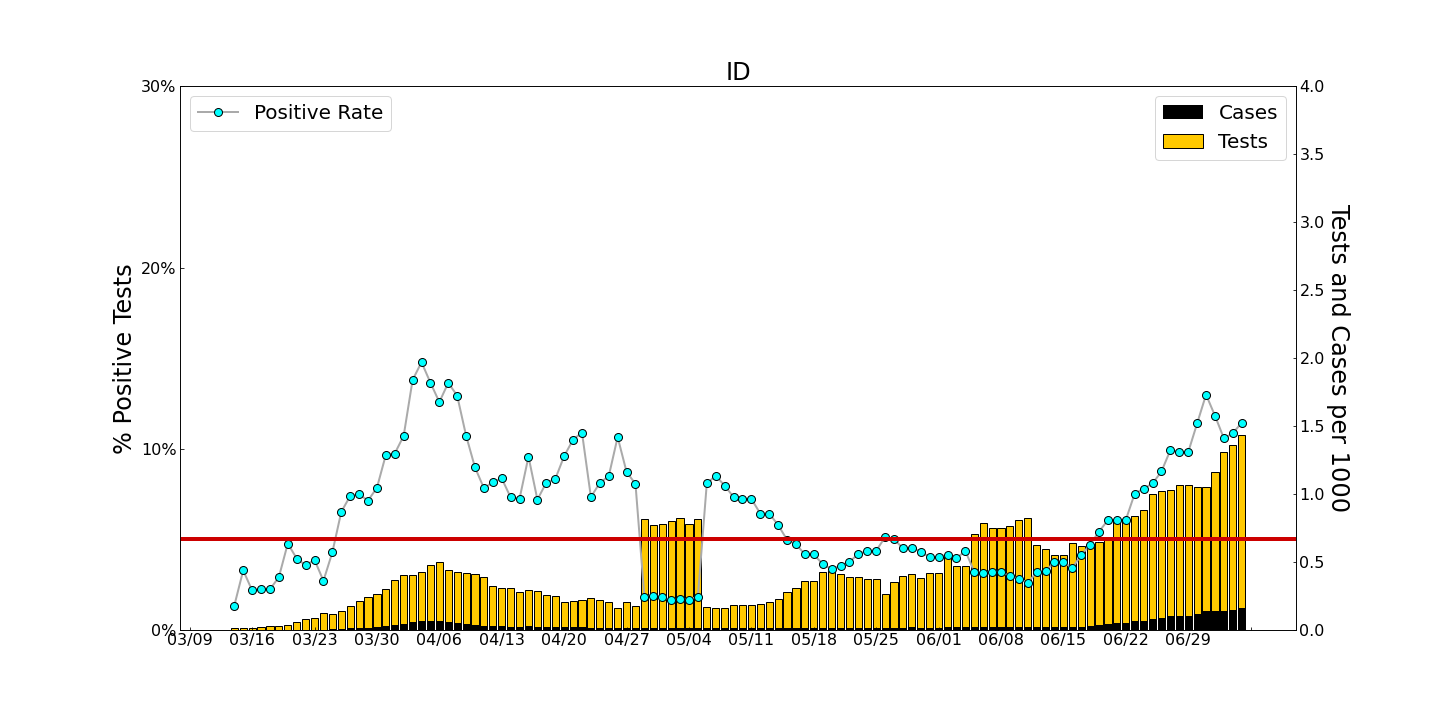 ID
30%
20%
10%
0%
% Positive Tests
Positive Rate
Cases
Tests
4.0
3.5
3.0
2.5
2.0
1.5
1.0
0.5
0.0
Tests and Cases per 1000
03/09 03/16 03/23 03/30 04/06 04/13 04/20 04/27 05/04 05/11 05/18 05/25 06/01 06/08 06/15 06/22 06/29